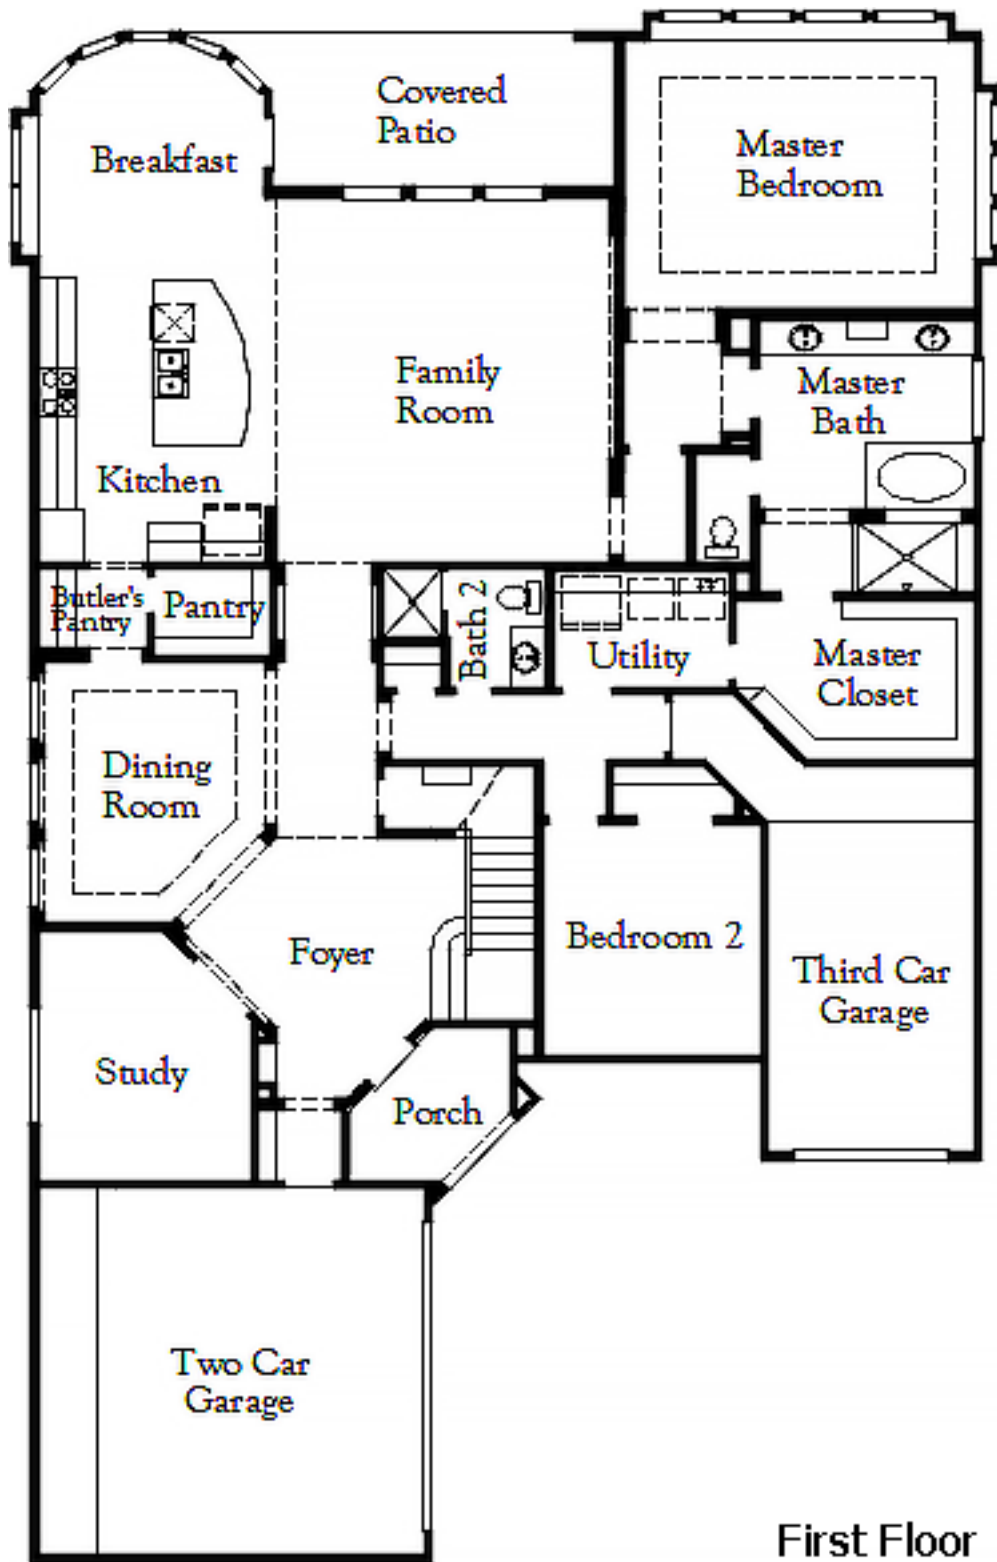 Covered
Patio
Breakfast
Master
Bedroom
Family
Room
Master
Bath
Kitchen
Butler's
Pantry
Pantry
Bath 2
Utility
Master
Closet
Dining
Room
Foyer
Bedroom 2
Third Car
Garage
Study
Porch
Two Car
Garage
First Floor